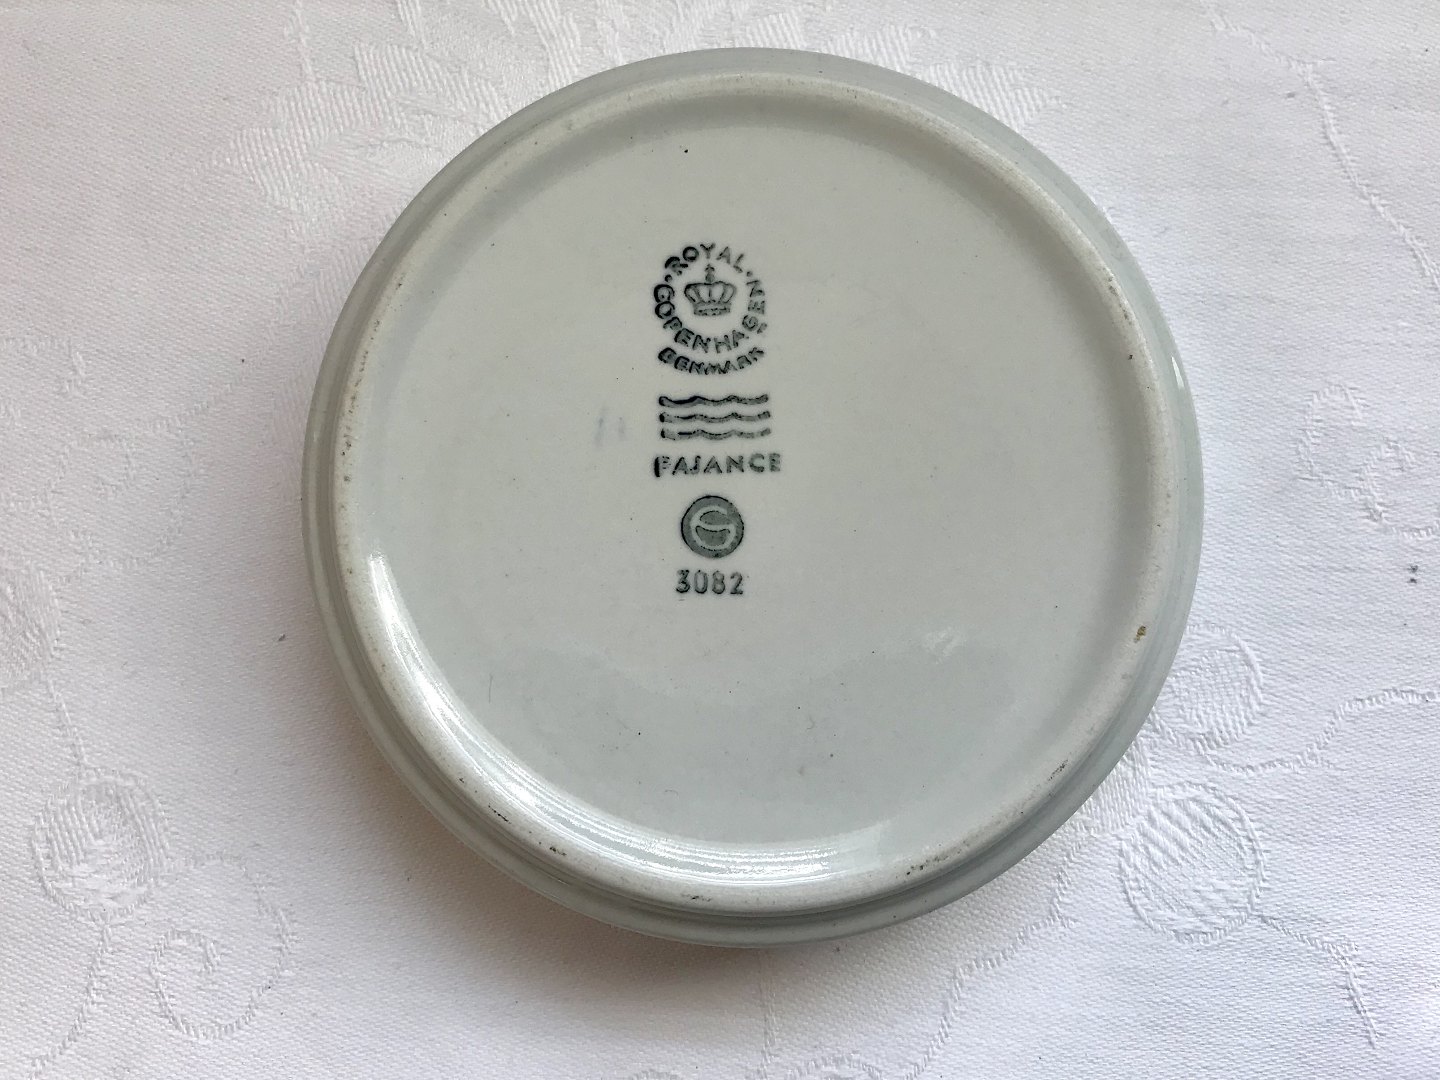 ROYAL
COPENHAGEN
DENMARK
FAJANCE
3082